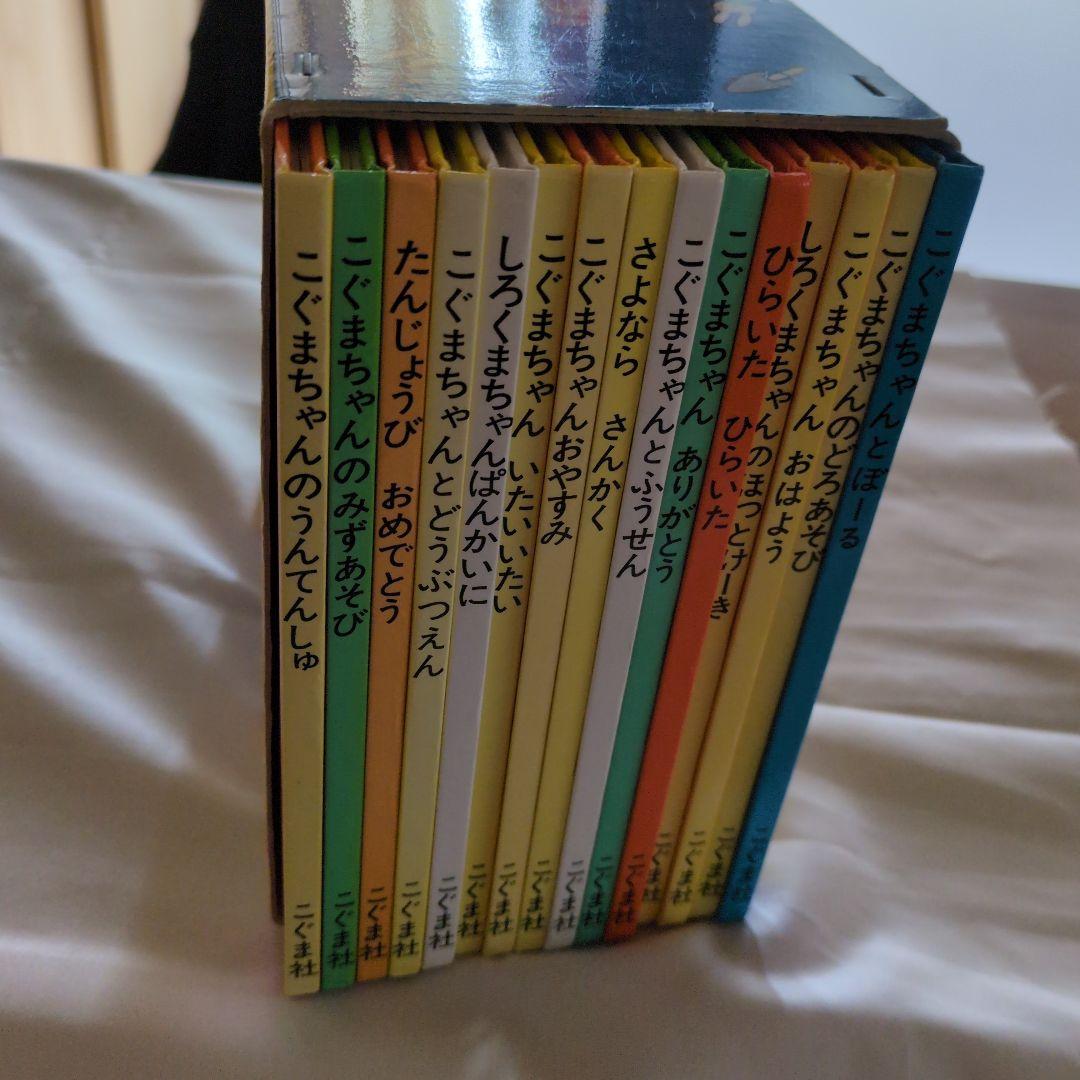 こぐまちゃんのうんてんしゅ
こぐま社
こぐまちゃんのみずあそび
こぐま社
たんじょうび おめでとう
こぐま社
こぐまちゃんとどうぶつえん
こぐま社
しろくまちゃんぱんかいに
こぐま社
こぐまちゃん いたいいたい
こぐま社
こぐまちゃんおやすみ
こぐま社
さよなら さんかく
こぐま社
こぐまちゃんとふうせん
こぐま社
こぐまちゃん ありがとう
こぐま社
ひらいた ひらいた
こぐま社
しろくまちゃんのほっとけーき
こぐま社
こぐまちゃん おはよう
こぐま社
こぐまちゃんのどろあそび
こぐま社
こぐまちゃんとぼーる
こぐま社